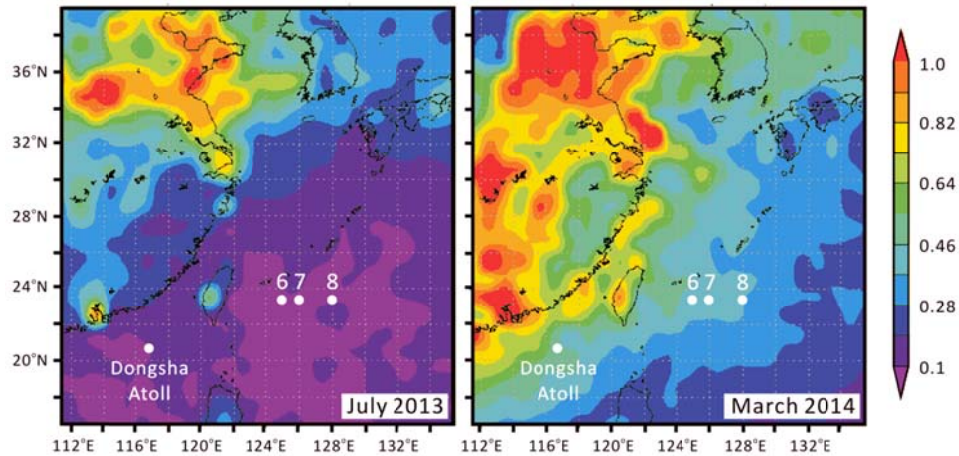 36°N
32°N
28°N
24°N
20°N
6 7 8
Dongsha
Atoll
July 2013
112°E 116°E 120°E 124°E 128°E 132°E
6 7 8
Dongsha
Atoll
March 2014
112°E 116°E 120°E 124°E 128°E 132°E
1.0
0.82
0.64
0.46
0.28
0.1